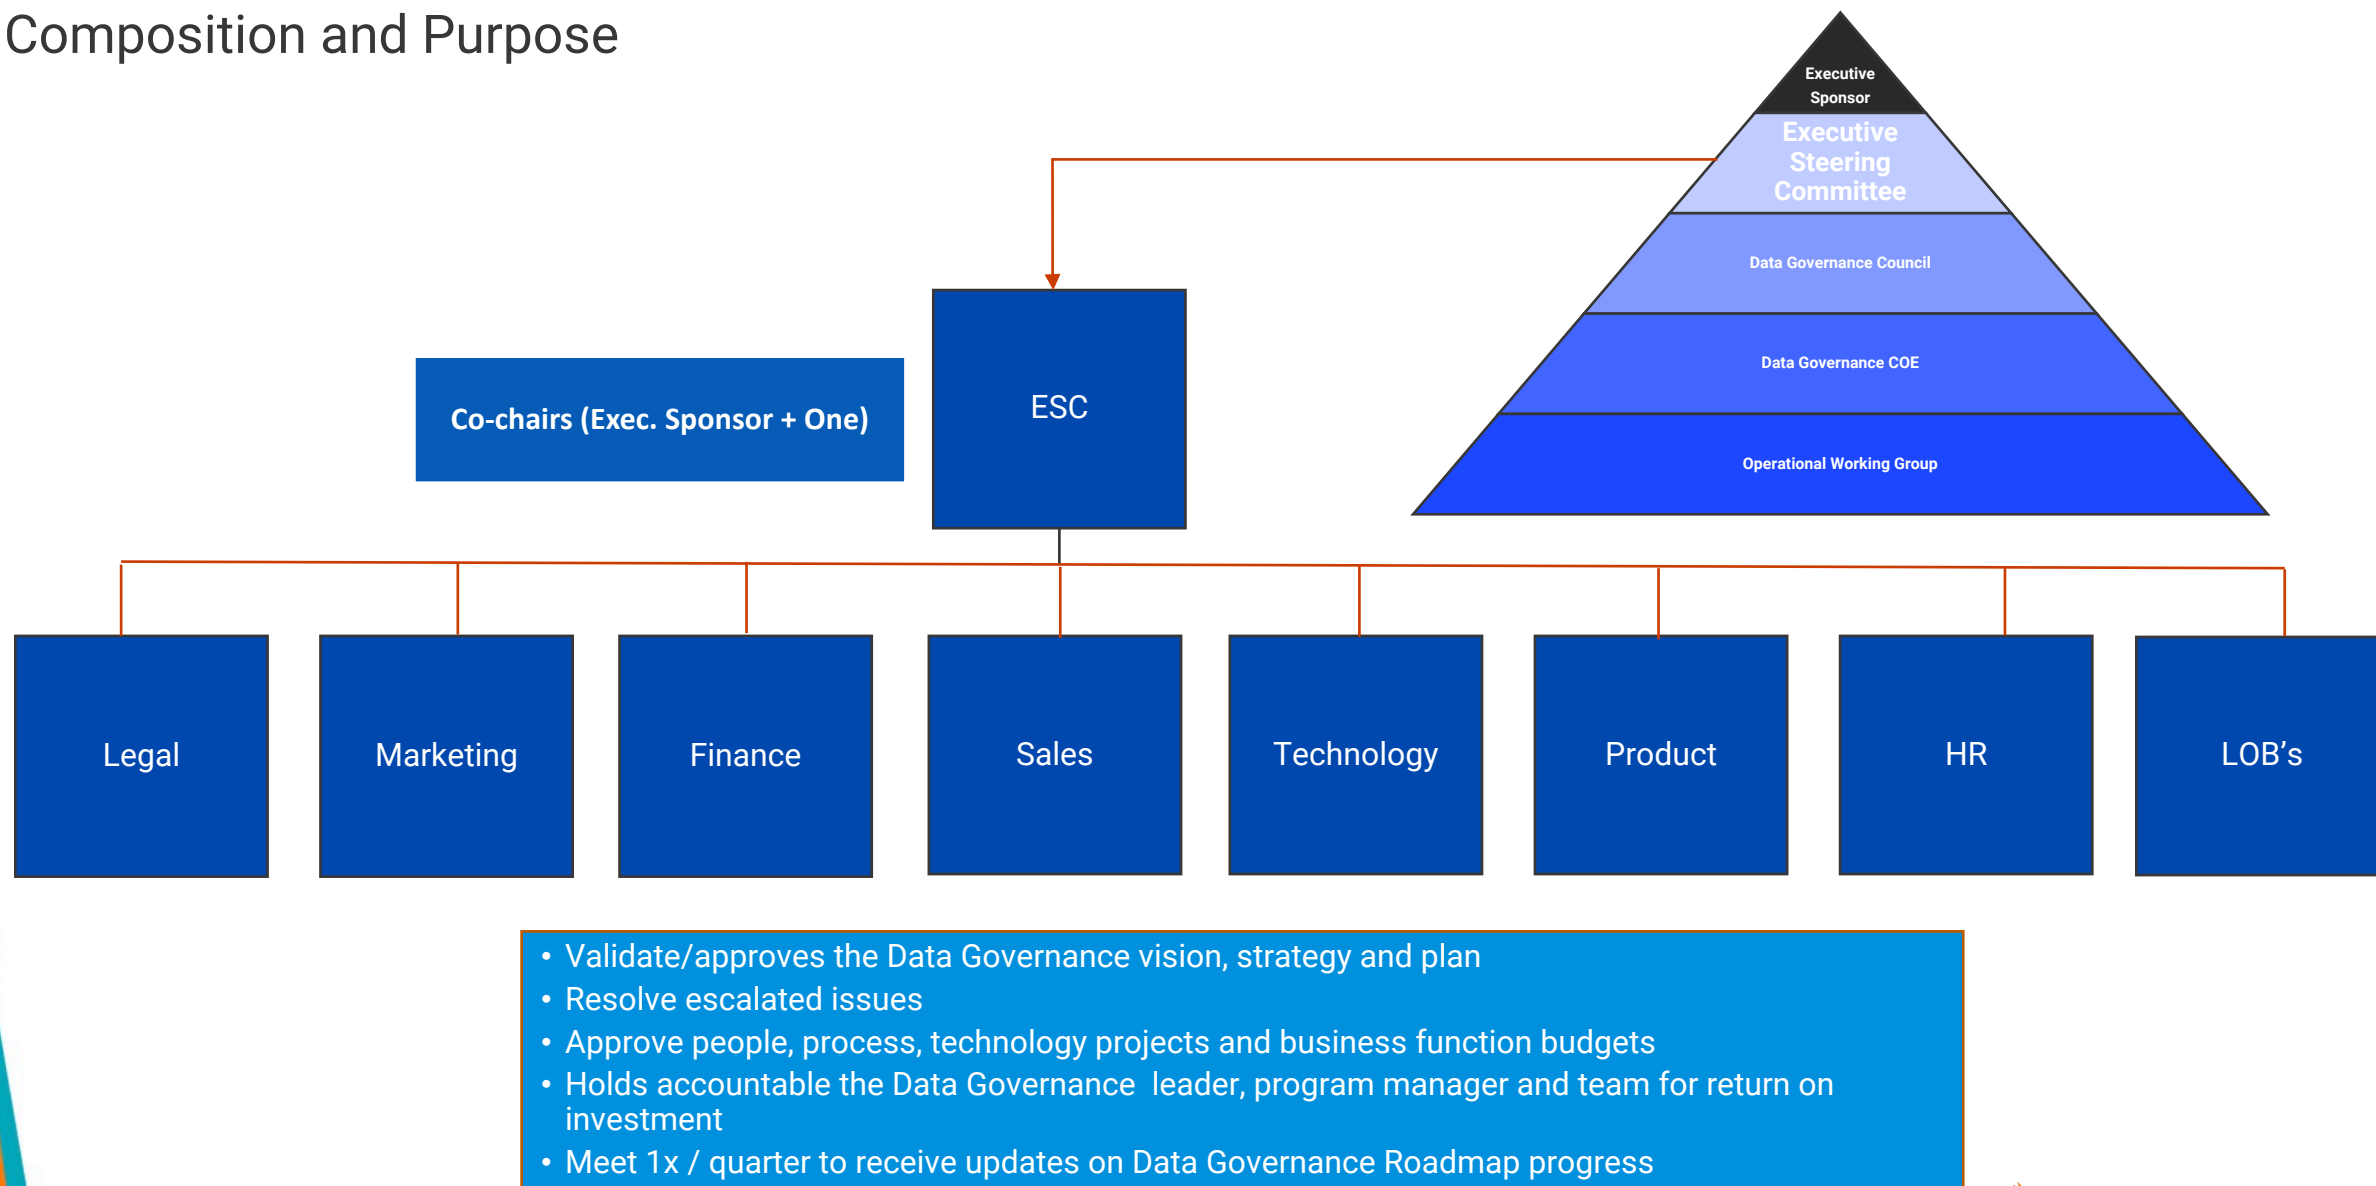 Composition and Purpose
Executive
Sponsor
Executive
Steering
Committee
Data Governance Council
Data Governance COE
Operational Working Group
ESC
Co-chairs (Exec. Sponsor + One)
Legal
Marketing
Finance
Sales
Technology
Product
HR
LOB’s
• Validate/approves the Data Governance vision, strategy and plan
• Resolve escalated issues
• Approve people, process, technology projects and business function budgets
• Holds accountable the Data Governance  leader, program manager and team for return on
investment
• Meet 1x / quarter to receive updates on Data Governance Roadmap progress